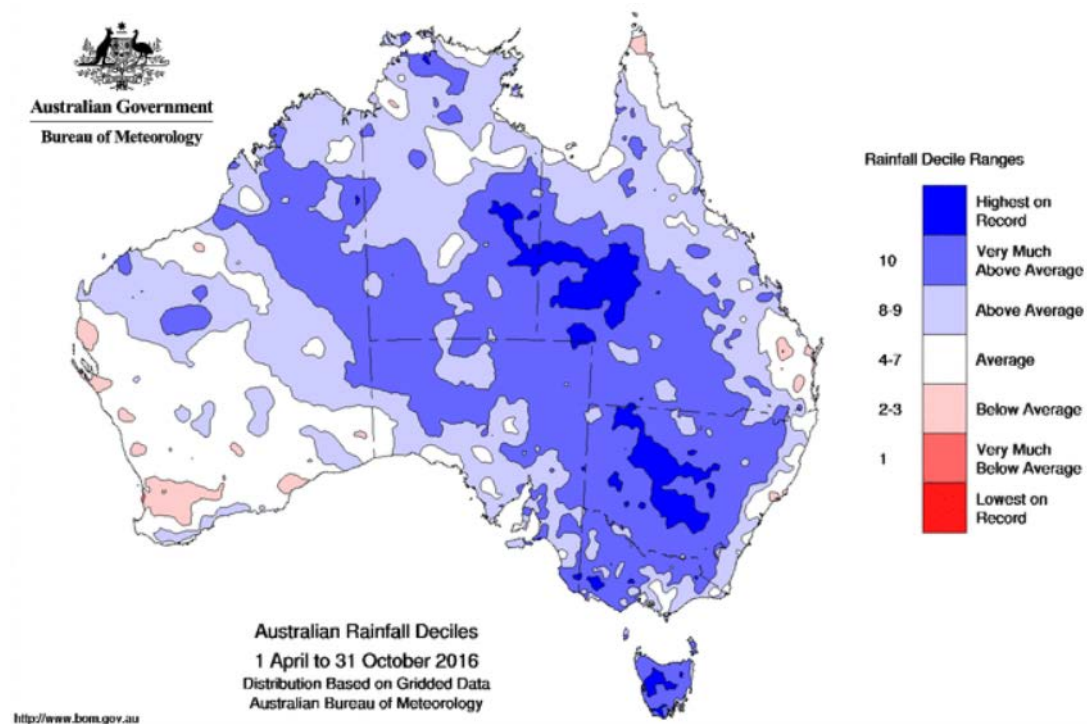 Australian Government
Bureau of Meteorology
Rainfall Decile Ranges
Highest on
Record
10
Very Much
Above Average
8-9
Above Average
4-7
Average
2-3
Below Average
1
Very Much
Below Average
Lowest on
Record
Australian Rainfall Deciles
1 April to 31 October 2016
Distribution Based on Gridded Data
Australian Bureau of Meteorology
http://www.bom.gov.au